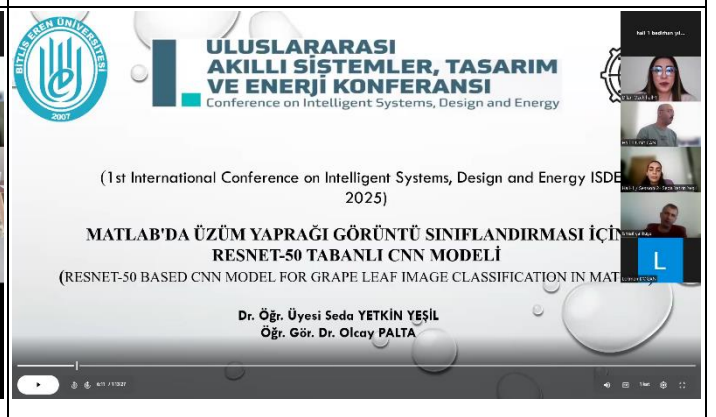 BİTLİS EREN ÜNİVERSİTESİ
2007
ULUSLARARASI
AKILLI SİSTEMLER, TASARIM
VE ENERJİ KONFERANSI
Conference on Intelligent Systems, Design and Energy
(1st International Conference on Intelligent Systems, Design and Energy ISDE
2025)
MATLAB'DA ÜZÜM YAPRAĞI GÖRÜNTÜ SINIFLANDIRMASI İÇİN
RESNET-50 TABANLI CNN MODELİ
(RESNET-50 BASED CNN MODEL FOR GRAPE LEAF IMAGE CLASSIFICATION IN MAT
Dr. Öğr. Üyesi Seda YETKİN YEŞİL
Öğr. Gör. Dr. Olcay PALTA
L